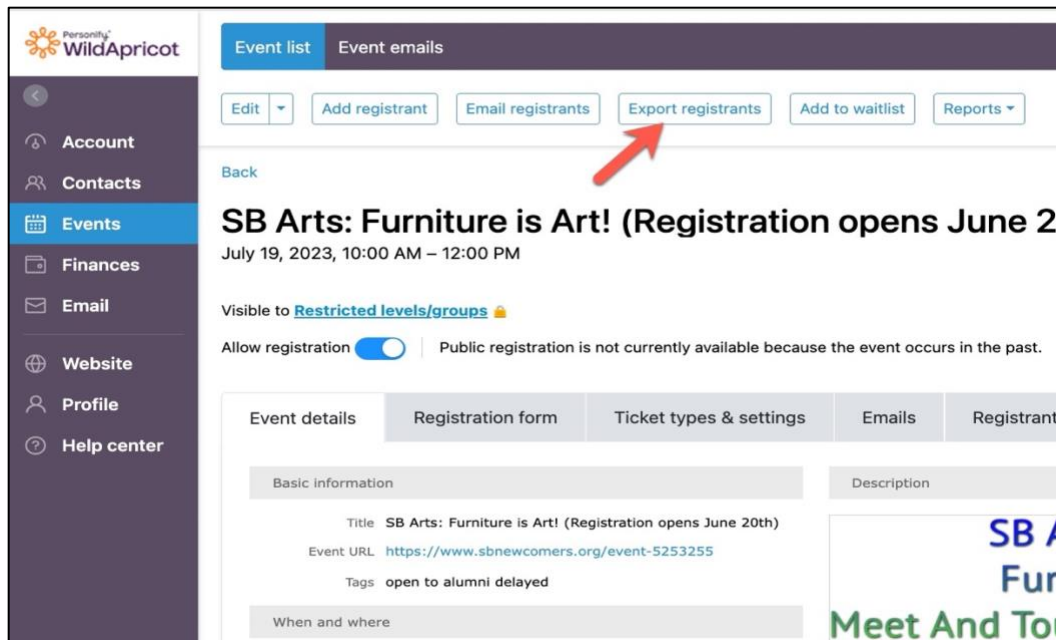 Personify
WildApricot
Event list Event emails
Edit Add registrant Email registrants Export registrants Add to waitlist Reports
Account
Contacts
Events
Finances
Email
Website
Profile
Help center
Back
SB Arts: Furniture is Art! (Registration opens June 2
July 19, 2023, 10:00 AM – 12:00 PM
Visible to Restricted levels/groups
Allow registration Public registration is not currently available because the event occurs in the past.
Event details Registration form Ticket types & settings Emails Registrant
Basic information Description
Title SB Arts: Furniture is Art! (Registration opens June 20th)
Event URL https://www.sbnewcomers.org/event-5253255
Tags open to alumni delayed
When and where
SB A
Fur
Meet And Tou